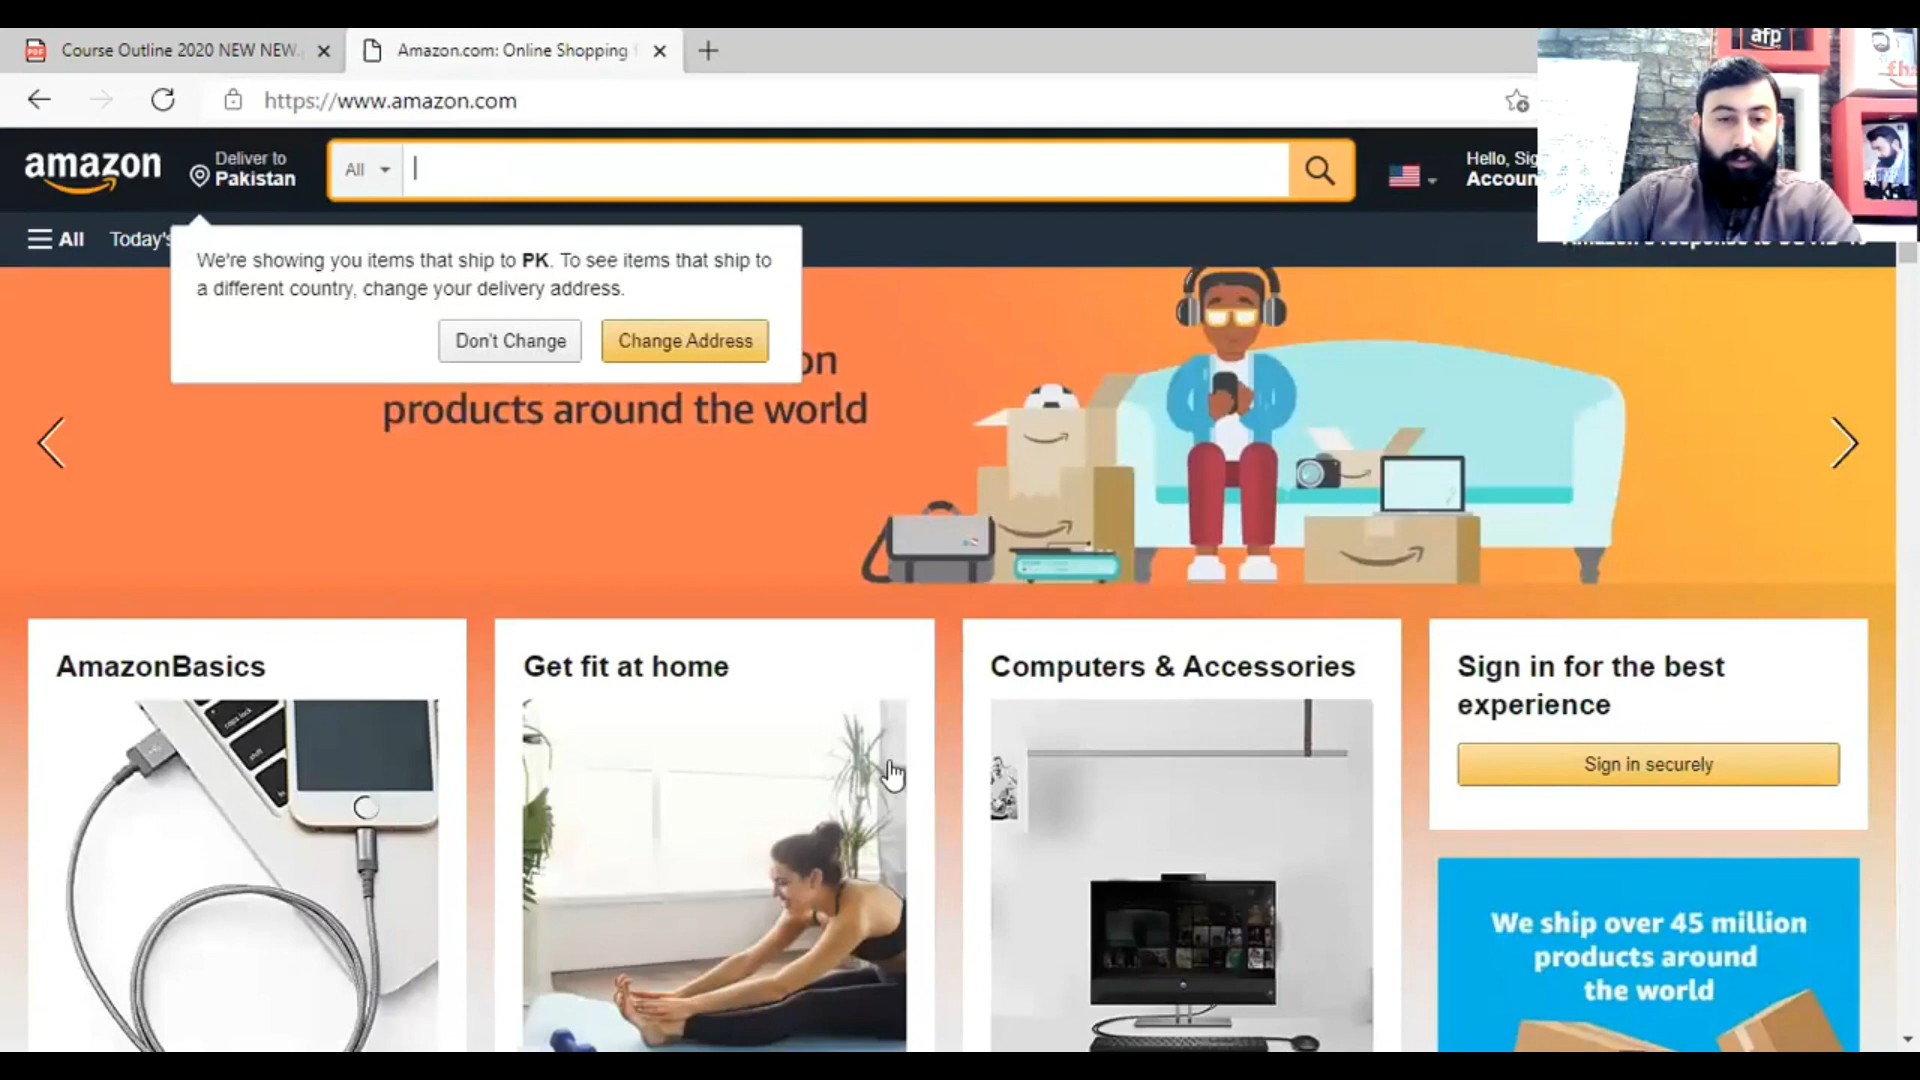 Course Outline 2020 NEW NEW.
Amazon.com: Online Shopping
https://www.amazon.com
afp
amazon
Deliver to
Pakistan
All
Hello, Sig
Accoun
All
Today's
We're showing you items that ship to PK. To see items that ship to
a different country, change your delivery address.
Don't Change
Change Address
on
products around the world
AmazonBasics
Get fit at home
Computers & Accessories
Sign in for the best
experience
Sign in securely
caps lock
shift
We ship over 45 million
products around
the world